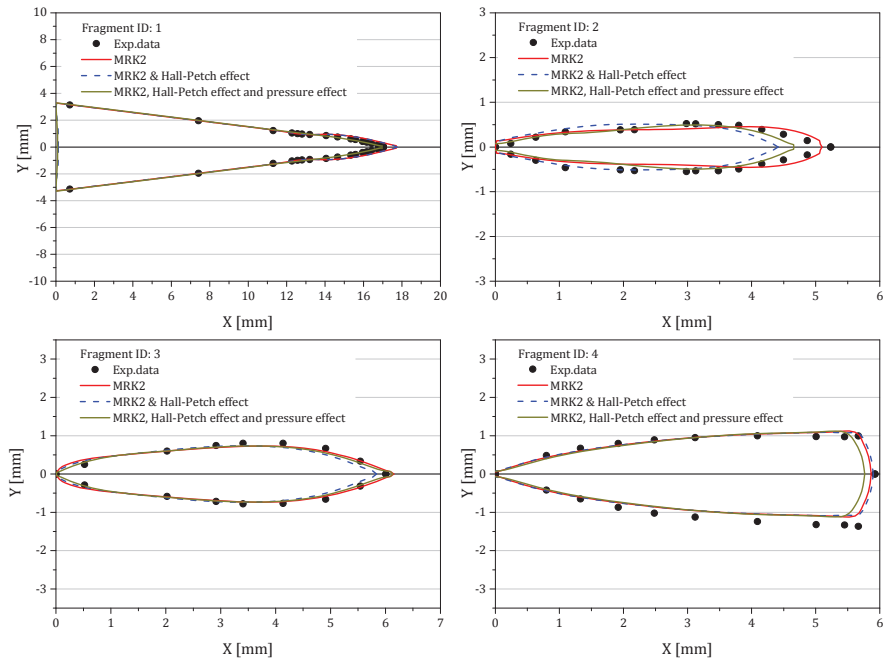 Fragment ID: 1
Exp.data
MRK2
MRK2 & Hall-Petch effect
MRK2, Hall-Petch effect and pressure effect
Y [mm]
10
8
6
4
2
0
-2
-4
-6
-8
-10
0 2 4 6 8 10 12 14 16 18 20
X [mm]
Fragment ID: 2
Exp.data
MRK2
MRK2 & Hall-Petch effect
MRK2, Hall-Petch effect and pressure effect
Y [mm]
3
2
1
0
-1
-2
-3
0 1 2 3 4 5 6
X [mm]
Fragment ID: 3
Exp.data
MRK2
MRK2 & Hall-Petch effect
MRK2, Hall-Petch effect and pressure effect
Y [mm]
3
2
1
0
-1
-2
-3
0 1 2 3 4 5 6 7
X [mm]
Fragment ID: 4
Exp.data
MRK2
MRK2 & Hall-Petch effect
MRK2, Hall-Petch effect and pressure effect
Y [mm]
3
2
1
0
-1
-2
-3
0 1 2 3 4 5 6
X [mm]